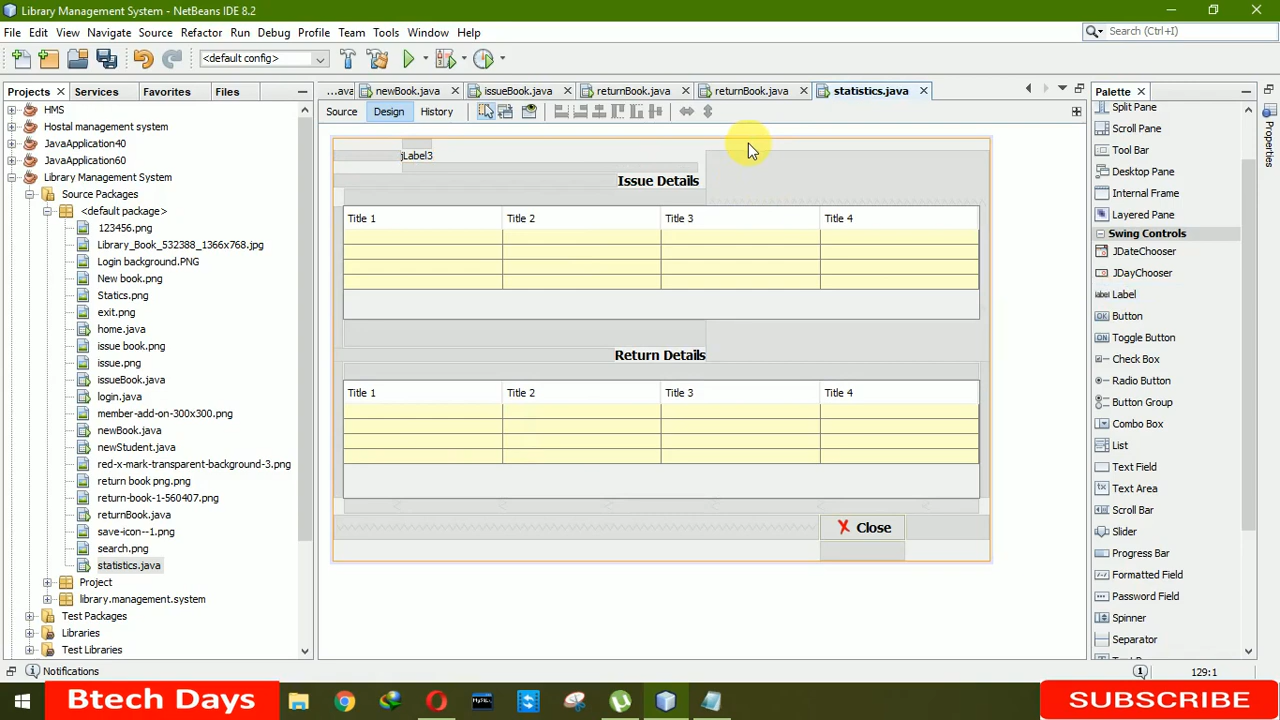 Library Management System - NetBeans IDE 8.2
File Edit View Navigate Source Refactor Run Debug Profile Team Tools Window Help
Search (Ctrl+I)
<default config>
Projects Services Favorites Files
HMS
Hostal management system
JavaApplication40
JavaApplication60
Library Management System
Source Packages
<default package>
123456.png
Library_Book_532388_1366x768.jpg
Login background.PNG
New book.png
Statics.png
exit.png
home.java
issue book.png
issue.png
issueBook.java
login.java
member-add-on-300x300.png
newBook.java
newStudent.java
red-x-mark-transparent-background-3.png
return book png.png
return-book-1-560407.png
returnBook.java
save-icon--1.png
search.png
statistics.java
Project
library.management.system
Test Packages
Libraries
Test Libraries
...ava newBook.java issueBook.java returnBook.java returnBook.java statistics.java
Source Design History
jLabel3
Issue Details
Title 1 Title 2 Title 3 Title 4
Return Details
Title 1 Title 2 Title 3 Title 4
Close
Palette
Split Pane
Scroll Pane
Tool Bar
Desktop Pane
Internal Frame
Layered Pane
Swing Controls
JDateChooser
JDayChooser
label Label
OK Button
Toggle Button
Check Box
Radio Button
Button Group
Combo Box
List
Text Field
Text Area
Scroll Bar
Slider
Progress Bar
Formatted Field
Password Field
Spinner
Separator
Properties
Notifications
1
129:1
Btech Days
MySQL
SUBSCRIBE